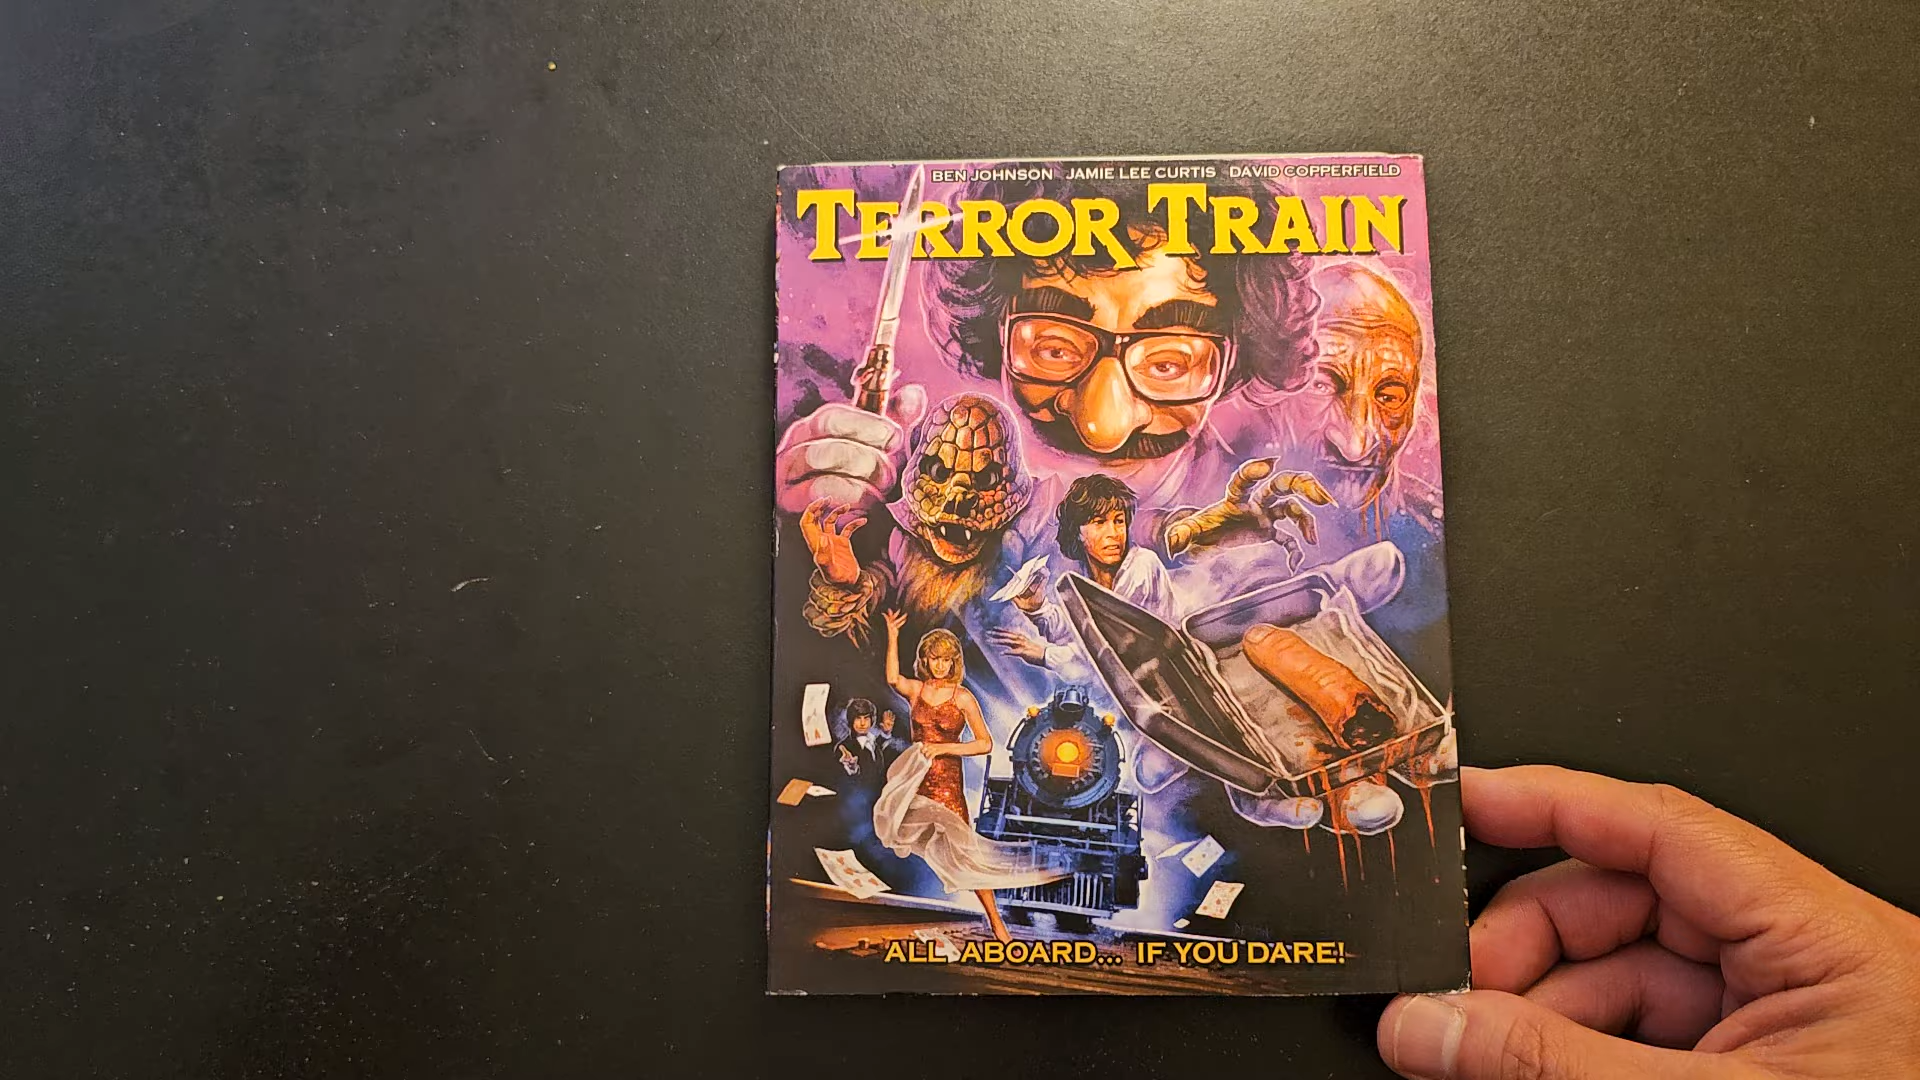 BEN JOHNSON JAMIE LEE CURTIS DAVID COPPERFIELD
TERROR TRAIN
ALL ABOARD... IF YOU DARE!